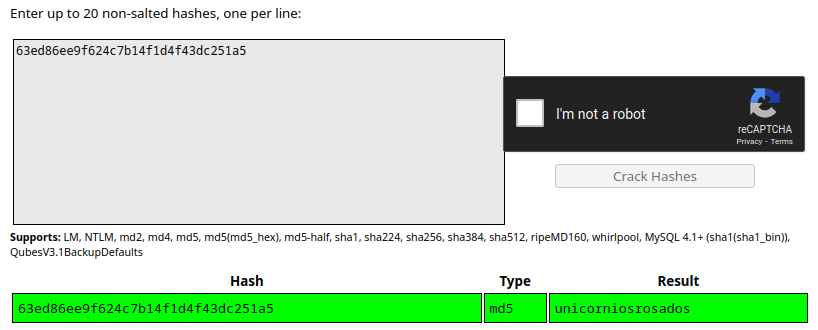 Enter up to 20 non-salted hashes, one per line:
63ed86ee9f624c7b14f1d4f43dc251a5
I'm not a robot
reCAPTCHA
Privacy - Terms
Crack Hashes
Supports: LM, NTLM, md2, md4, md5, md5(md5_hex), md5-half, sha1, sha224, sha256, sha384, sha512, ripeMD160, whirlpool, MySQL 4.1+ (sha1(sha1_bin)),
QubesV3.1BackupDefaults
Hash Type Result
63ed86ee9f624c7b14f1d4f43dc251a5 md5 unicorniosrosados